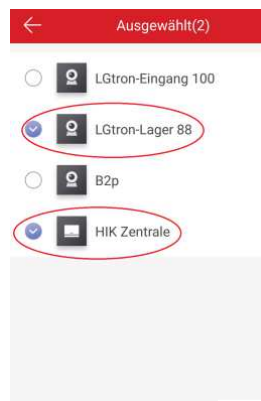 Ausgewählt(2)
LGtron-Eingang 100
LGtron-Lager 88
B2p
HIK Zentrale